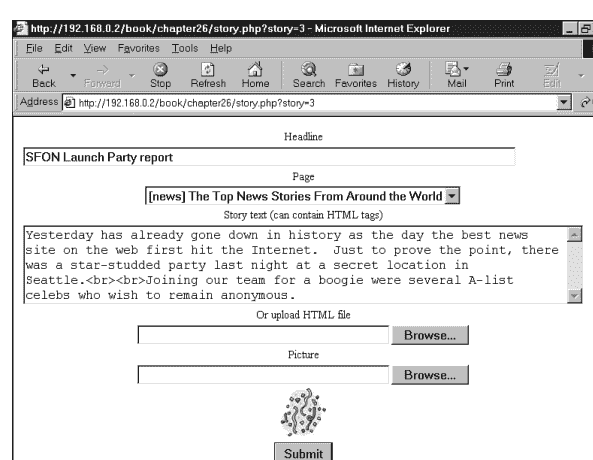 http://192.168.0.2/book/chapter26/story.php?story=3 - Microsoft Internet Explorer
File Edit View Favorites Tools Help
Back Forward Stop Refresh Home Search Favorites History Mail Print Edit
Address http://192.168.0.2/book/chapter26/story.php?story=3
Headline
SFON Launch Party report
Page
[news] The Top News Stories From Around the World
Story text (can contain HTML tags)
Yesterday has already gone down in history as the day the best news
site on the web first hit the Internet.  Just to prove the point, there
was a star-studded party last night at a secret location in
Seattle.<br><br>Joining our team for a boogie were several A-list
celebs who wish to remain anonymous.
Or upload HTML file
Browse...
Picture
Browse...
Submit